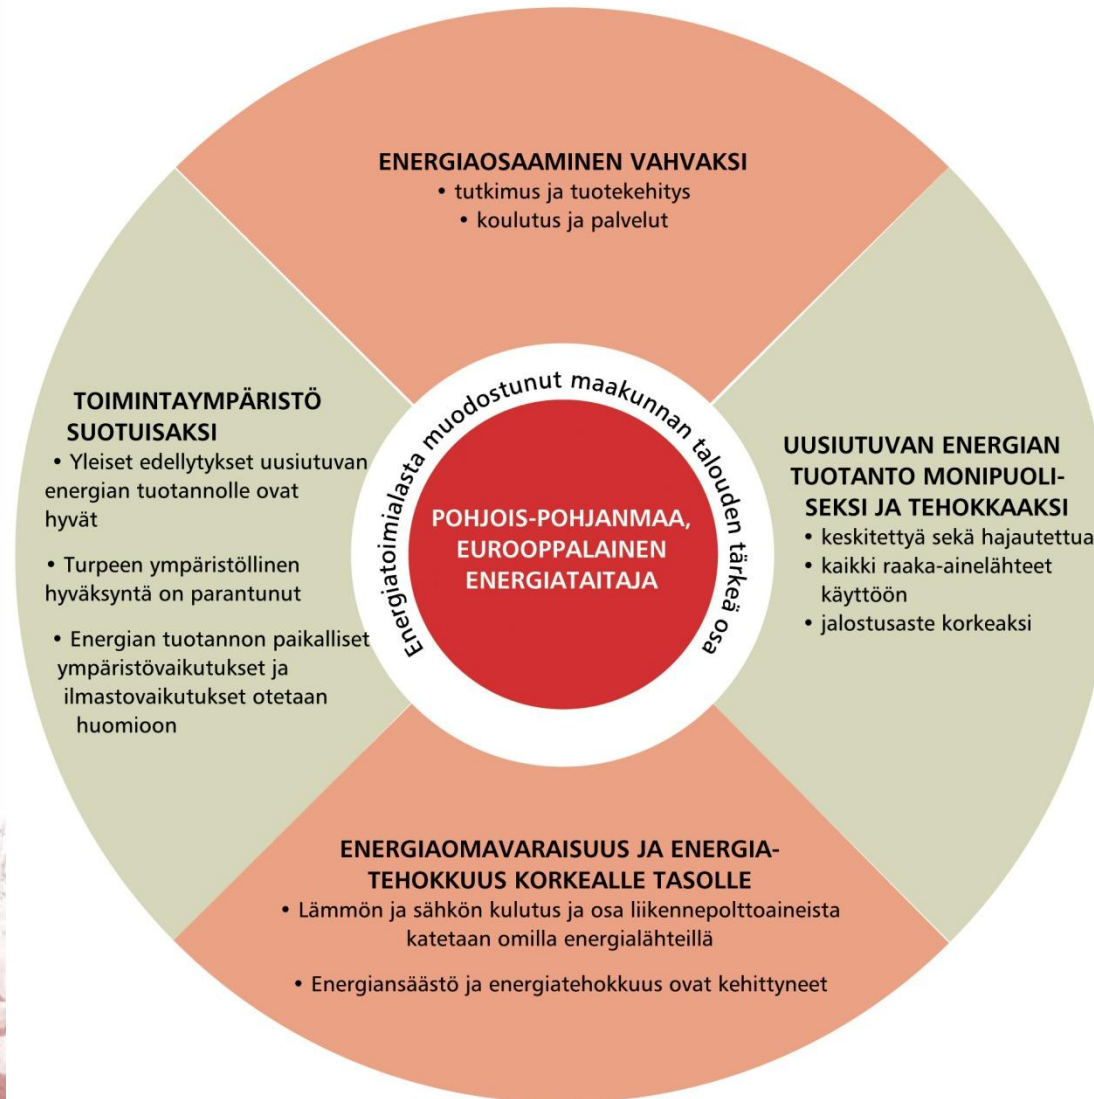 ENERGIAOSAAMINEN VAHVAKSI
• tutkimus ja tuotekehitys
• koulutus ja palvelut
TOIMINTAYMPÄRISTÖ
SUOTUISAKSI
• Yleiset edellytykset uusiutuvan
energian tuotannolle ovat
hyvät
• Turpeen ympäristöllinen
hyväksyntä on parantunut
• Energian tuotannon paikalliset
ympäristövaikutukset ja
ilmastovaikutukset otetaan
huomioon
Energiatoimialasta muodostunut maakunnan talouden tärkeä osa
POHJOIS-POHJANMAA,
EUROOPPALAINEN
ENERGIATAITAJA
UUSIUTUVAN ENERGIAN
TUOTANTO MONIPUOLI-
SEKSI JA TEHOKKAAKSI
• keskitettyä sekä hajautettua
• kaikki raaka-ainelähteet
käyttöön
• jalostusaste korkeaksi
ENERGIAOMAVARAISUUS JA ENERGIA-
TEHOKKUUS KORKEALLE TASOLLE
• Lämmön ja sähkön kulutus ja osa liikennepolttoaineista
katetaan omilla energialähteillä
• Energiansäästö ja energiatehokkuus ovat kehittyneet